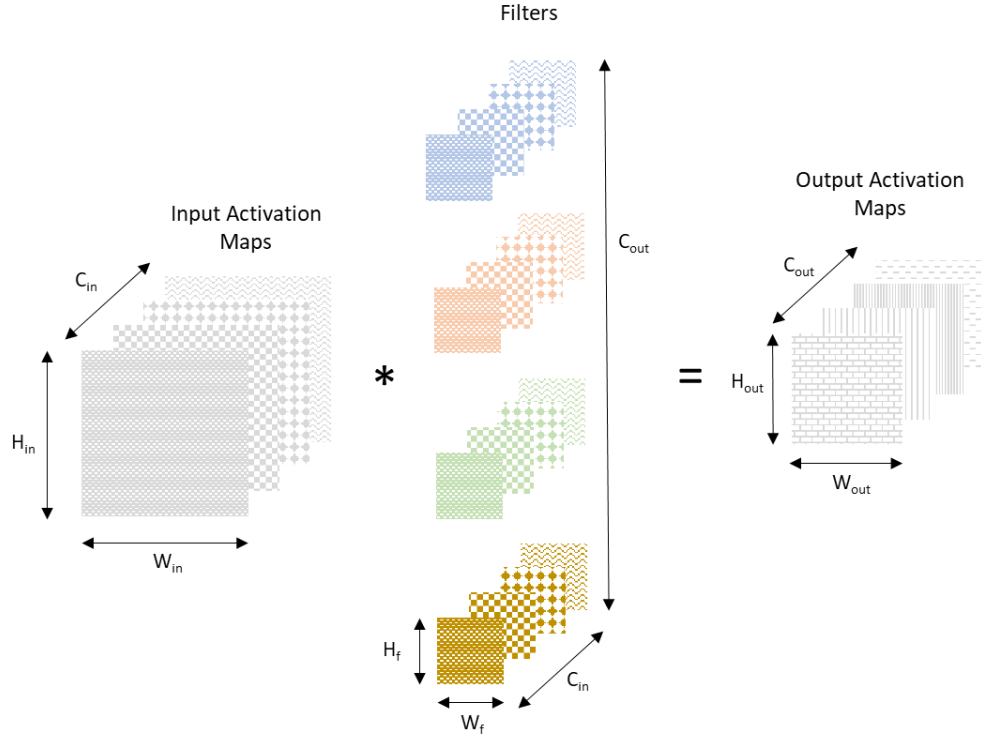 Filters
Input Activation
Maps
C_in
H_in
W_in
*
C_out
H_f
W_f
C_in
=
Output Activation
Maps
C_out
H_out
W_out